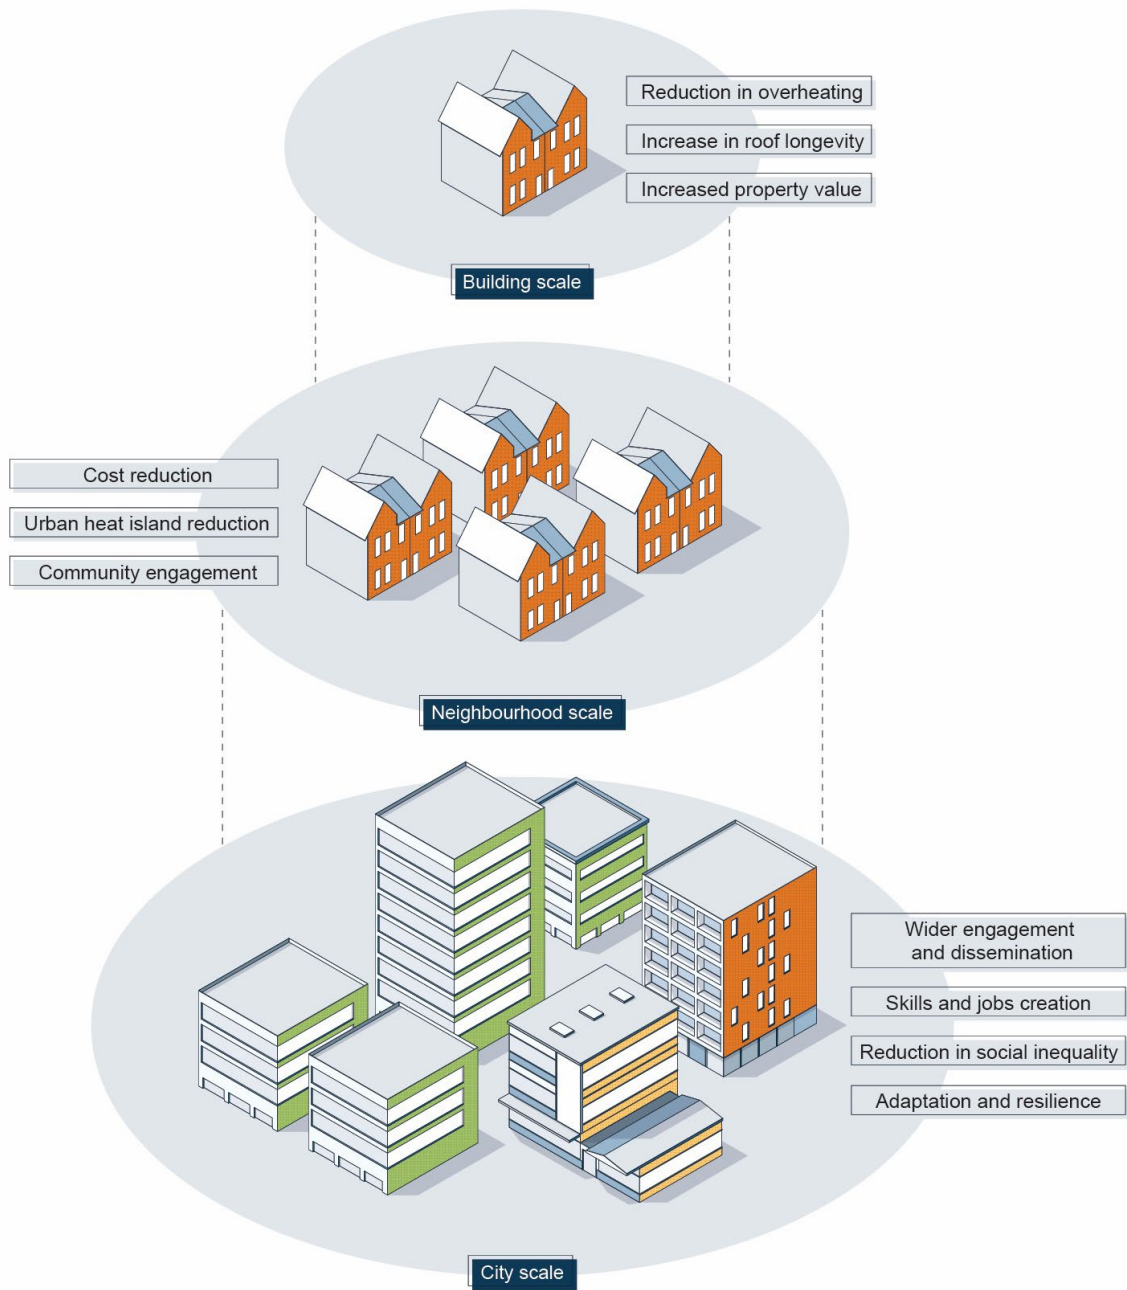 Reduction in overheating
Increase in roof longevity
Increased property value
Building scale
Cost reduction
Urban heat island reduction
Community engagement
Neighbourhood scale
Wider engagement
and dissemination
Skills and jobs creation
Reduction in social inequality
Adaptation and resilience
City scale